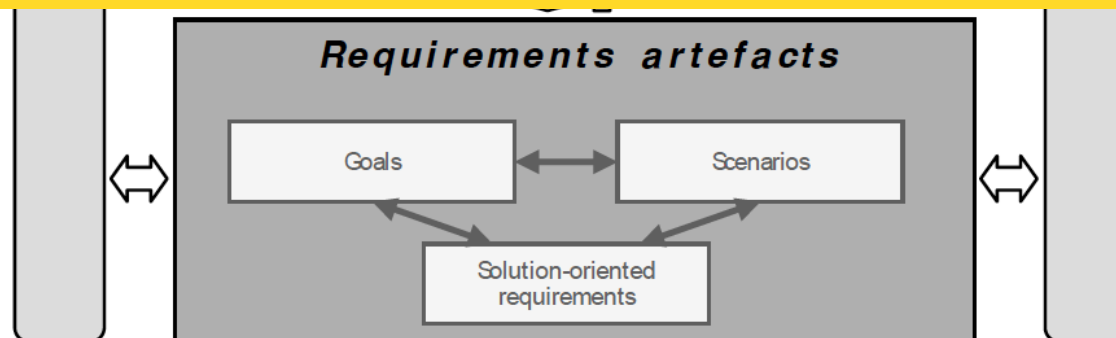 Requirements artefacts
Goals
Scenarios
Solution-oriented
requirements